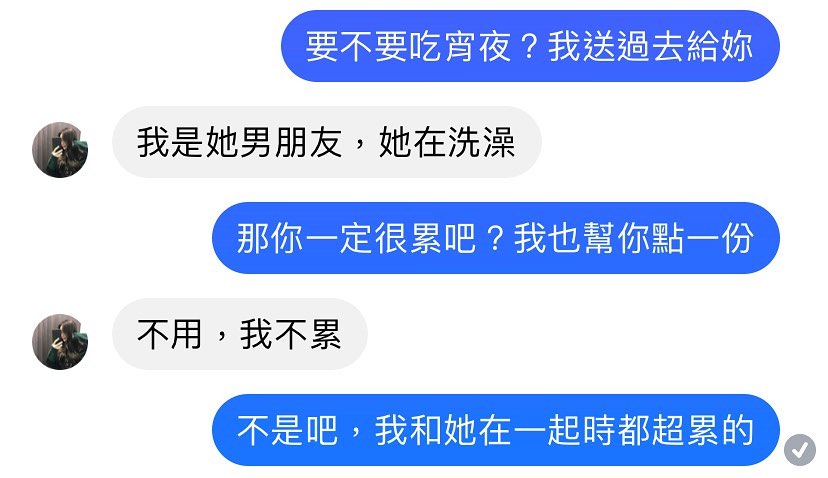 要不要吃宵夜？我送過去給妳
我是她男朋友，她在洗澡
那你一定很累吧？我也幫你點一份
不用，我不累
不是吧，我和她在一起時都超累的